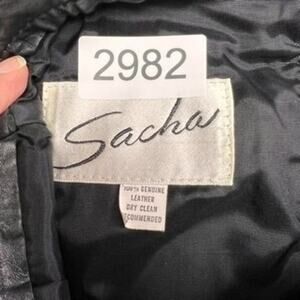 2982
Sacha
100% GENUINE
LEATHER
DRY CLEAN
RECOMMENDED